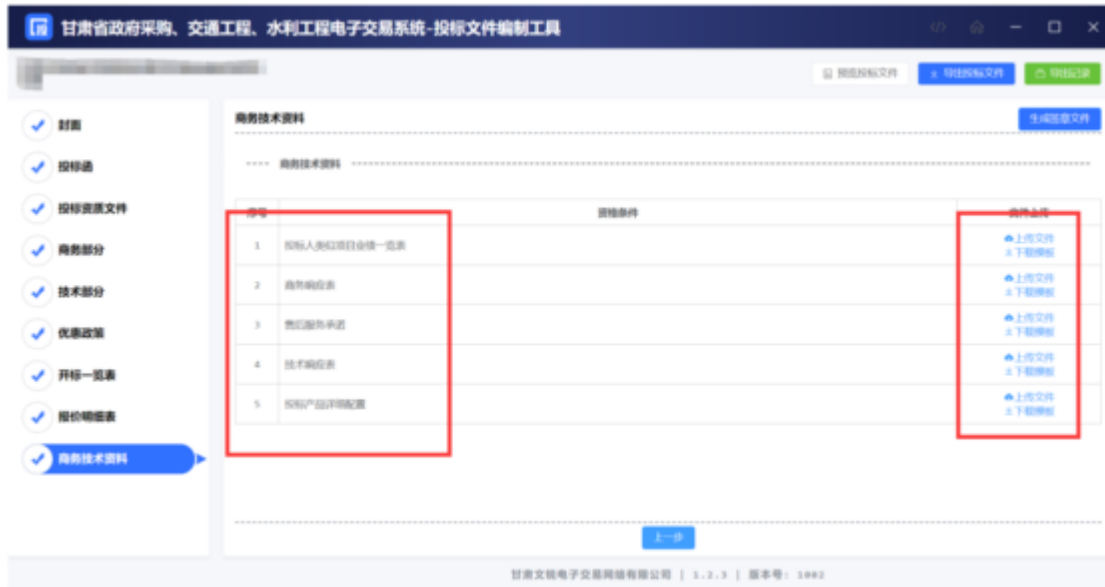 甘肃省政府采购、交通工程、水利工程电子交易系统-投标文件编制工具
预览投标文件
导出投标文件
导出记录
封面
投标函
投标资质文件
商务部分
技术部分
优惠政策
开标一览表
报价明细表
商务技术资料
商务技术资料
生成签章文件
商务技术资料
序号 资格条件 文件上传
1 投标人类似项目业绩一览表 上传文件
下载模板
2 商务响应表 上传文件
下载模板
3 售后服务承诺 上传文件
下载模板
4 技术响应表 上传文件
下载模板
5 投标产品详细配置 上传文件
下载模板
上一步
甘肃文锐电子交易网络有限公司 | 1.2.3 | 版本号: 1002